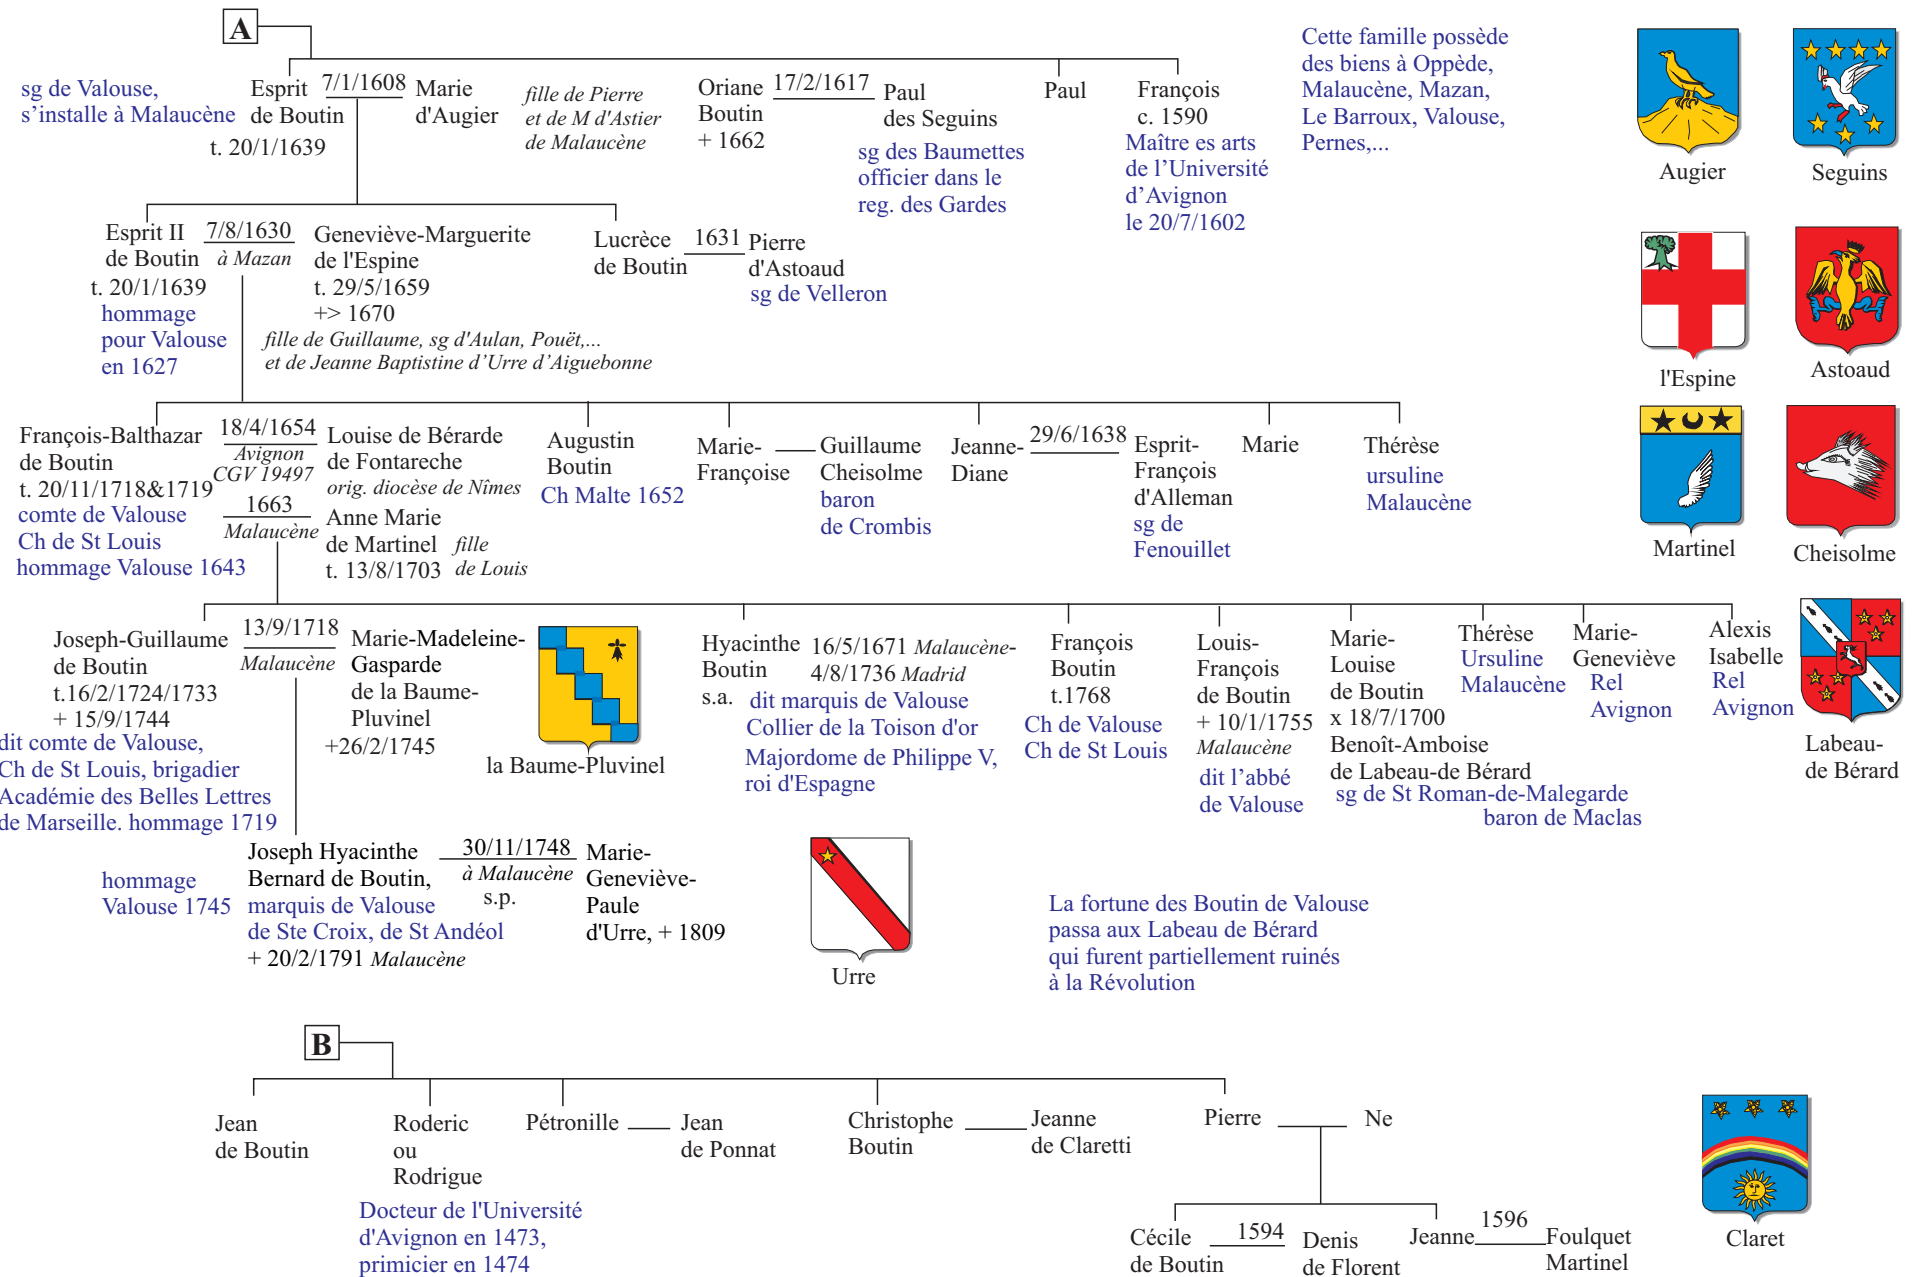 A
sg de Valouse,
s’installe à Malaucène
Esprit
de Boutin
t. 20/1/1639
7/1/1608
Marie
d'Augier
fille de Pierre
et de M d'Astier
de Malaucène
Oriane
Boutin
+ 1662
17/2/1617
Paul
des Seguins
sg des Baumettes
officier dans le
reg. des Gardes
Paul
François
c. 1590
Maître es arts
de l’Université
d’Avignon
le 20/7/1602
Cette famille possède
des biens à Oppède,
Malaucène, Mazan,
Le Barroux, Valouse,
Pernes,...
Augier
Seguins
Esprit II
de Boutin
t. 20/1/1639
hommage
pour Valouse
en 1627
7/8/1630
à Mazan
Geneviève-Marguerite
de l'Espine
t. 29/5/1659
+> 1670
fille de Guillaume, sg d'Aulan, Pouët,...
et de Jeanne Baptistine d’Urre d’Aiguebonne
Lucrèce
de Boutin
1631
Pierre
d'Astoaud
sg de Velleron
l'Espine
Astoaud
François-Balthazar
de Boutin
t. 20/11/1718&1719
comte de Valouse
Ch de St Louis
hommage Valouse 1643
18/4/1654
Avignon
CGV 19497
Louise de Bérarde
de Fontareche
orig. diocèse de Nîmes
1663
Malaucène
Anne Marie
de Martinel
t. 13/8/1703
fille
de Louis
Augustin
Boutin
Ch Malte 1652
Marie-
Françoise
Guillaume
Cheisolme
baron
de Crombis
Jeanne-
Diane
29/6/1638
Esprit-
François
d'Alleman
sg de
Fenouillet
Marie
Thérèse
ursuline
Malaucène
Martinel
Cheisolme
Joseph-Guillaume
de Boutin
t.16/2/1724/1733
+ 15/9/1744
dit comte de Valouse,
Ch de St Louis, brigadier
Académie des Belles Lettres
de Marseille. hommage 1719
13/9/1718
Malaucène
Marie-Madeleine-
Gasparde
de la Baume-
Pluvinel
+26/2/1745
la Baume-Pluvinel
Hyacinthe
Boutin
s.a.
16/5/1671 Malaucène-
4/8/1736 Madrid
dit marquis de Valouse
Collier de la Toison d'or
Majordome de Philippe V,
roi d'Espagne
François
Boutin
t.1768
Ch de Valouse
Ch de St Louis
Louis-
François
de Boutin
+ 10/1/1755
Malaucène
dit l’abbé
de Valouse
Marie-
Louise
de Boutin
x 18/7/1700
Benoît-Amboise
de Labeau-de Bérard
sg de St Roman-de-Malegarde
baron de Maclas
Thérèse
Ursuline
Malaucène
Marie-
Geneviève
Rel
Avignon
Alexis
Isabelle
Rel
Avignon
Labeau-
de Bérard
hommage
Valouse 1745
Joseph Hyacinthe
Bernard de Boutin,
marquis de Valouse
de Ste Croix, de St Andéol
+ 20/2/1791 Malaucène
30/11/1748
à Malaucène
s.p.
Marie-
Geneviève-
Paule
d'Urre, + 1809
Urre
La fortune des Boutin de Valouse
passa aux Labeau de Bérard
qui furent partiellement ruinés
à la Révolution
B
Jean
de Boutin
Roderic
ou
Rodrigue
Docteur de l'Université
d'Avignon en 1473,
primicier en 1474
Pétronille
Jean
de Ponnat
Christophe
Boutin
Jeanne
de Claretti
Pierre
Ne
Cécile
de Boutin
1594
Denis
de Florent
Jeanne
1596
Foulquet
Martinel
Claret